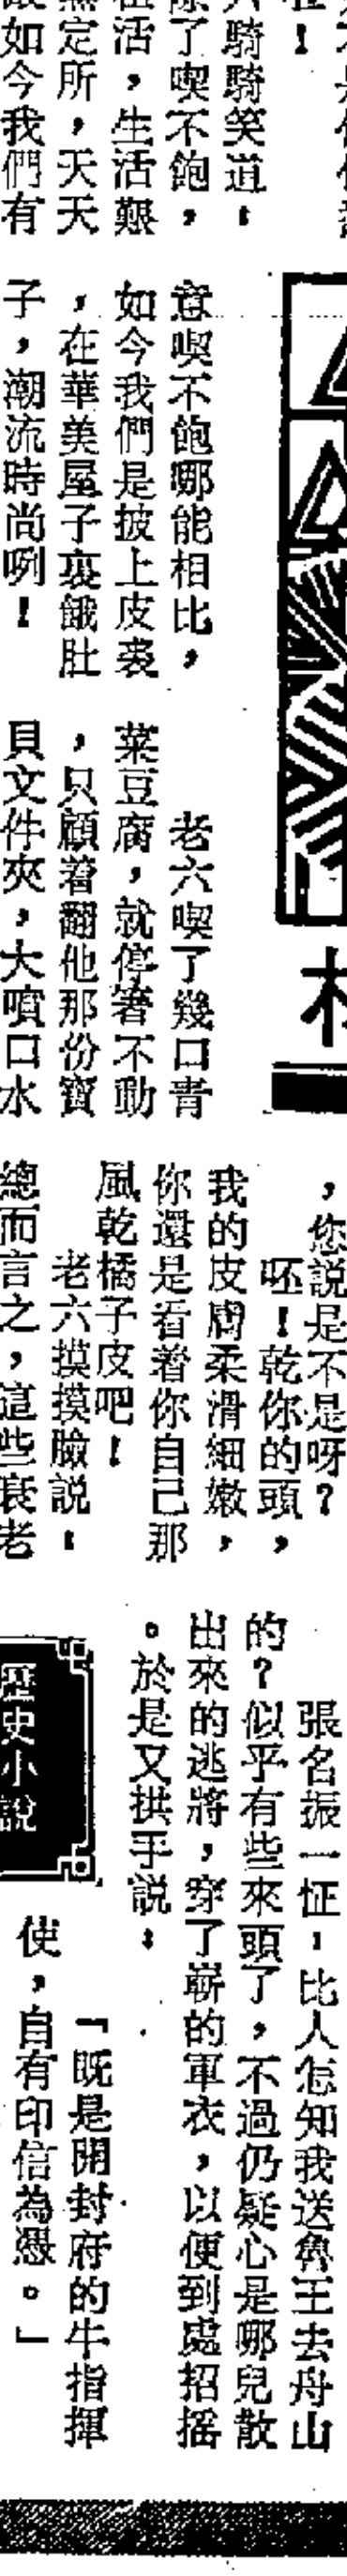 六騎騎笑道：
除了喫不飽，
活，生活艱
無定所，天天
如今我們有
意喫不飽哪能相比，
如今我們是披上皮裘
，在華美屋子裏餓肚
子，潮流時尚咧！
老六喫了幾口青
菜豆腐，就停箸不動
，只顧着翻他那份寶
貝文件夾，大噴口水
，您說是不是呀？
呸！乾你的頭，
我的皮膚柔滑細嫩，
你還是看着你自己那
風乾橘子皮吧！
老六摸摸臉説：
總而言之，這些衰老
張名振一怔，比人怎知我送魯王去舟山
的？似乎有些來頭了，不過仍疑心是哪兒散
出來的逃將，穿了嶄的軍衣，以便到處招搖
。於是又拱手説：
「既是開封府的牛指揮
使，自有印信為憑。」
歷史小説